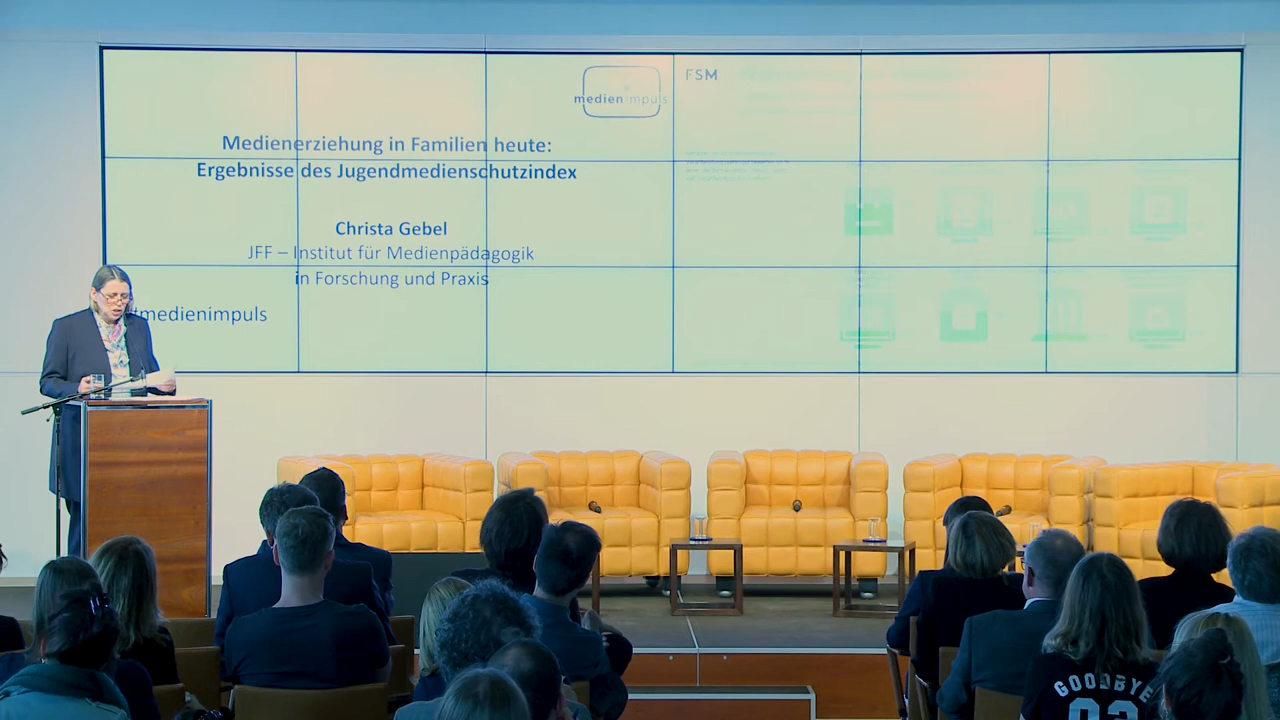 medienimpuls
FSM
Medienerziehung in Familien heute:
Ergebnisse des Jugendmedienschutzindex
Christa Gebel
JFF – Institut für Medienpädagogik
in Forschung und Praxis
#medienimpuls
GOODBYE